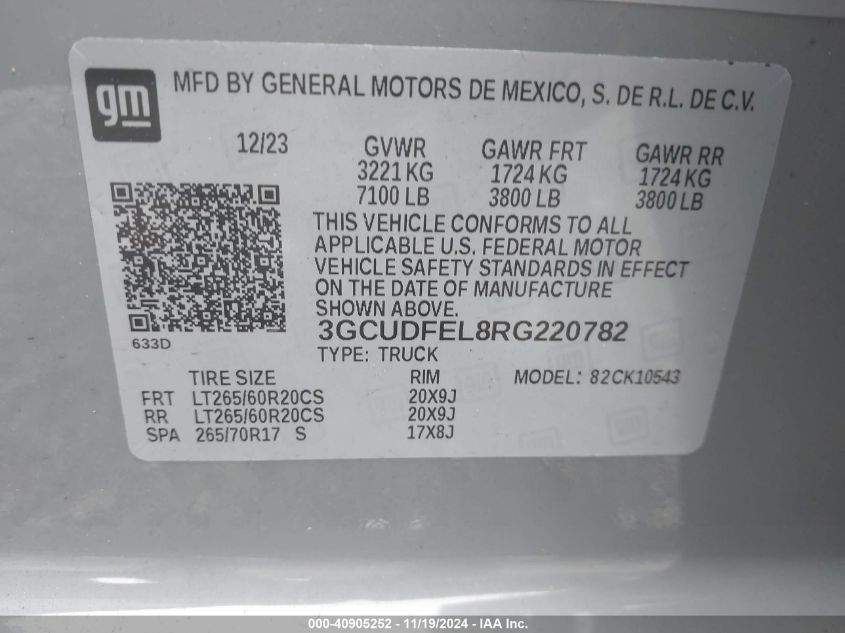 gm
MFD BY GENERAL MOTORS DE MEXICO, S. DE R.L. DE C.V.
12/23 GVWR GAWR FRT GAWR RR
3221 KG 1724 KG 1724 KG
7100 LB 3800 LB 3800 LB
THIS VEHICLE CONFORMS TO ALL
APPLICABLE U.S. FEDERAL MOTOR
VEHICLE SAFETY STANDARDS IN EFFECT
ON THE DATE OF MANUFACTURE
SHOWN ABOVE.
633D
3GCUDFEL8RG220782
TYPE: TRUCK
TIRE SIZE RIM MODEL: 82CK10543
FRT LT265/60R20CS 20X9J
RR LT265/60R20CS 20X9J
SPA 265/70R17 S 17X8J
000-40905252 - 11/19/2024 - IAA Inc.